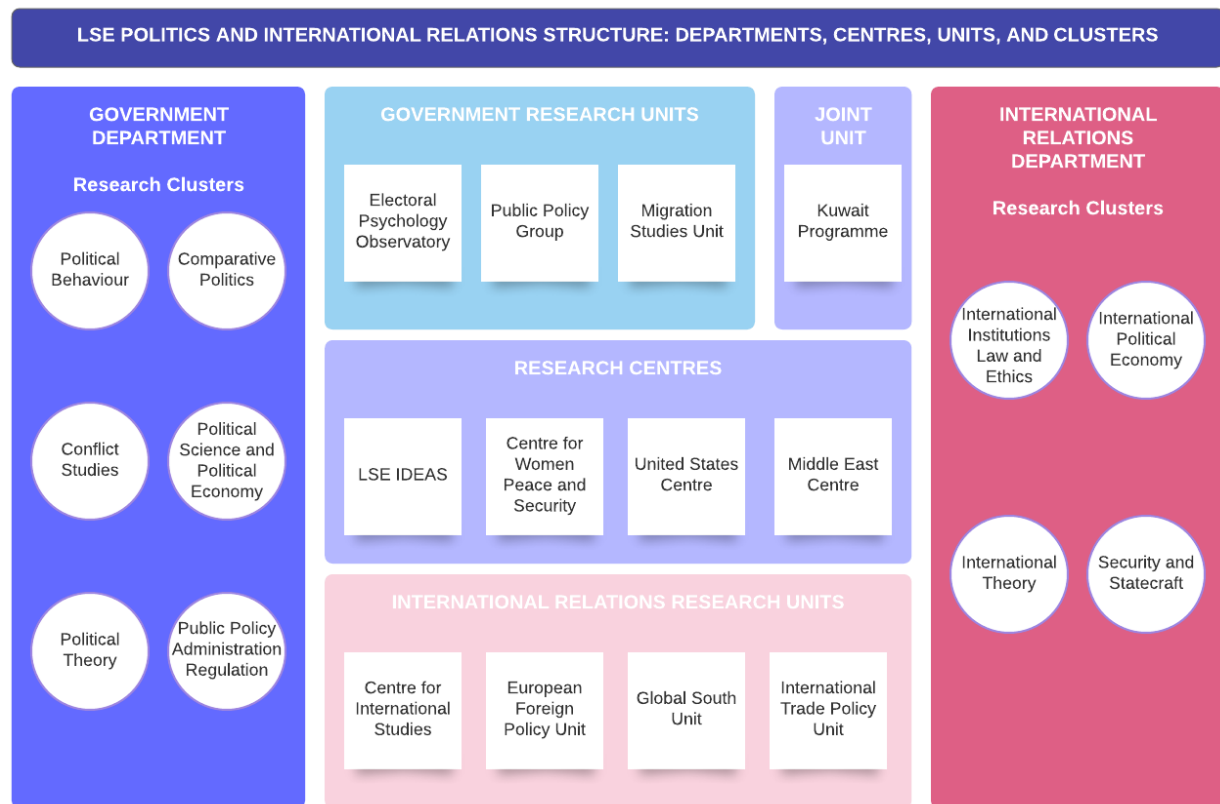 LSE POLITICS AND INTERNATIONAL RELATIONS STRUCTURE: DEPARTMENTS, CENTRES, UNITS, AND CLUSTERS
GOVERNMENT
DEPARTMENT
Research Clusters
Political
Behaviour
Comparative
Politics
Conflict
Studies
Political
Science and
Political
Economy
Political
Theory
Public Policy
Administration
Regulation
GOVERNMENT RESEARCH UNITS
Electoral
Psychology
Observatory
Public Policy
Group
Migration
Studies Unit
JOINT
UNIT
Kuwait
Programme
RESEARCH CENTRES
LSE IDEAS
Centre for
Women
Peace and
Security
United States
Centre
Middle East
Centre
INTERNATIONAL RELATIONS RESEARCH UNITS
Centre for
International
Studies
European
Foreign
Policy Unit
Global South
Unit
International
Trade Policy
Unit
INTERNATIONAL
RELATIONS
DEPARTMENT
Research Clusters
International
Institutions
Law and
Ethics
International
Political
Economy
International
Theory
Security and
Statecraft